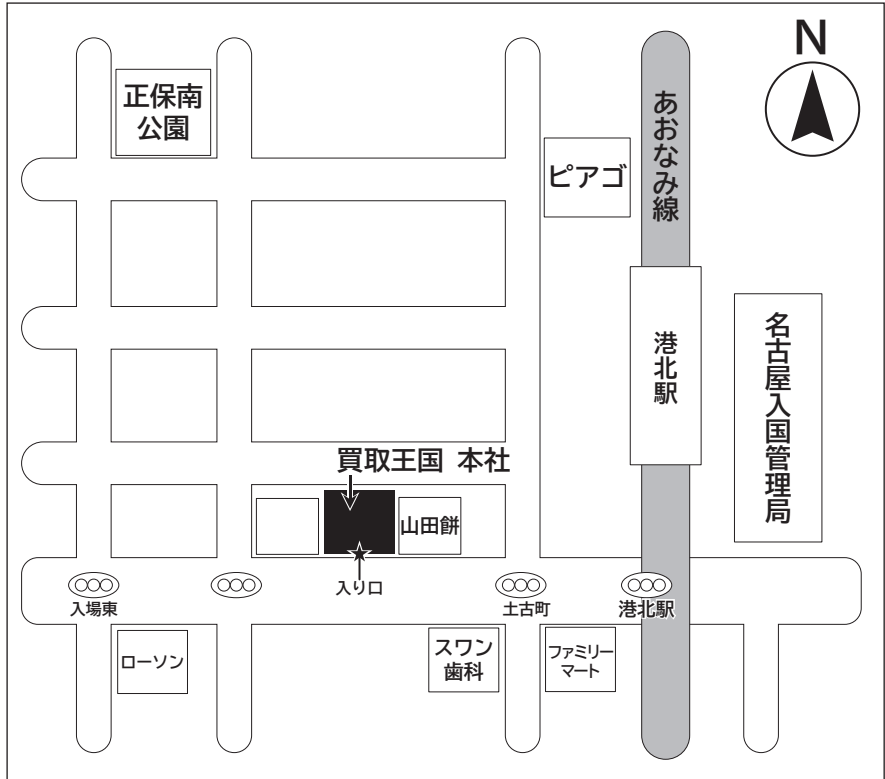 N
正保南
公園
あおなみ線
ピアゴ
港北駅
名古屋入国管理局
買取王国 本社
山田餅
入り口
入場東
土古町
港北駅
ローソン
スワン
歯科
ファミリー
マート